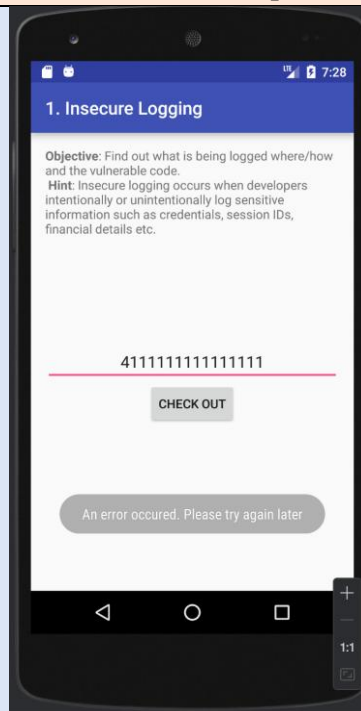 LTE 7:28
1. Insecure Logging
Objective: Find out what is being logged where/how
and the vulnerable code.
Hint: Insecure logging occurs when developers
intentionally or unintentionally log sensitive
information such as credentials, session IDs,
financial details etc.
4111111111111111
CHECK OUT
An error occured. Please try again later
1:1